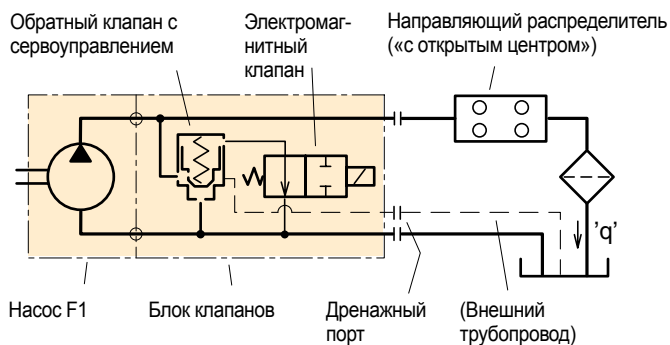 Обратный клапан с
сервоуправлением
Электромаг-
нитный
клапан
Направляющий распределитель
(«с открытым центром»)
'q'
Насос F1
Блок клапанов
Дренажный
порт
(Внешний
трубопровод)